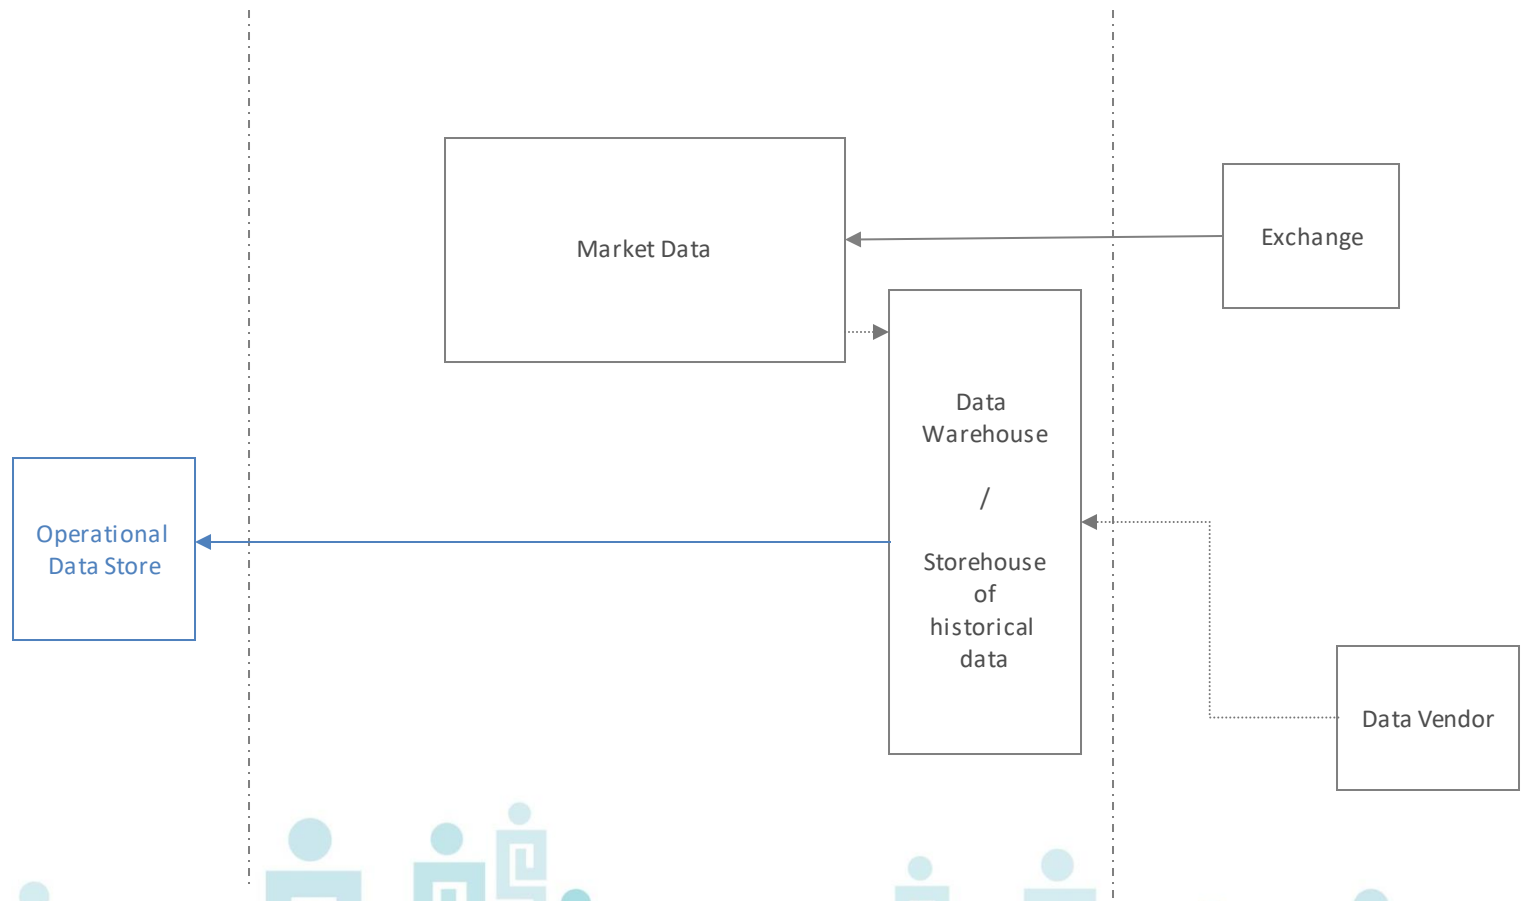 Exchange
Market Data
Data
Warehouse
/
Storehouse
of
historical
data
Operational
Data Store
Data Vendor